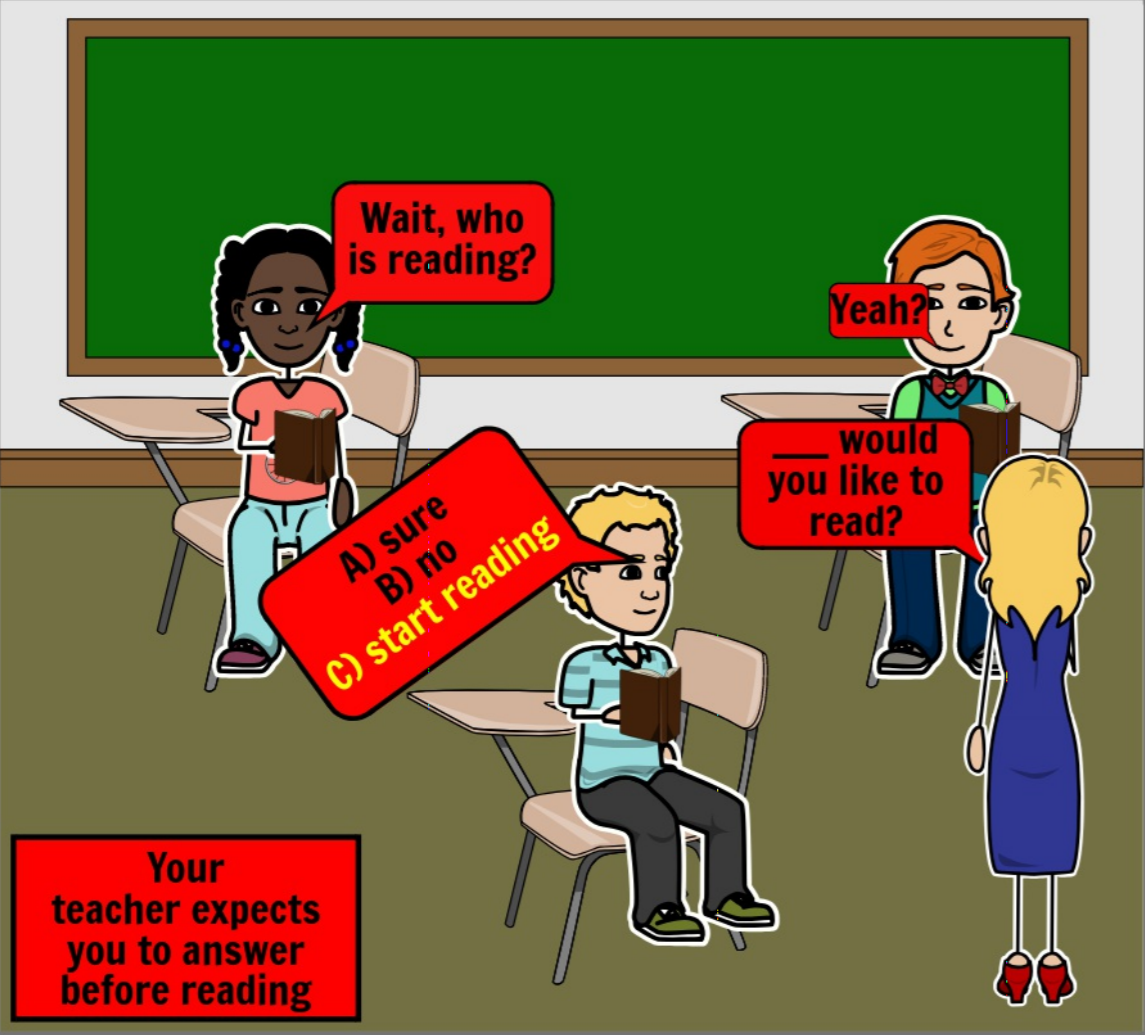 Wait, who
is reading?
Yeah?
___ would
you like to
read?
A) sure
B) no
C) start reading
Your
teacher expects
you to answer
before reading